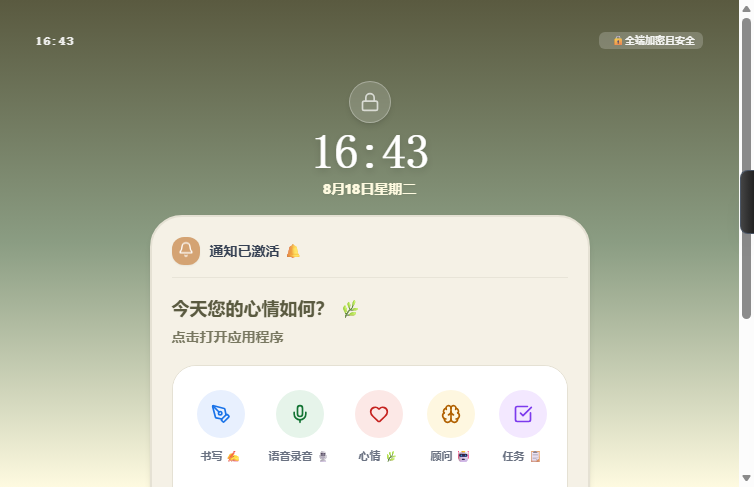 16:43
🔒全端加密且安全
16:43
8月18日星期二
通知已激活 🔔
今天您的心情如何? 🌿
点击打开应用程序
书写 ✍️
语音录音 🎙️
心情 🌿
顾问 🤖
任务 📋